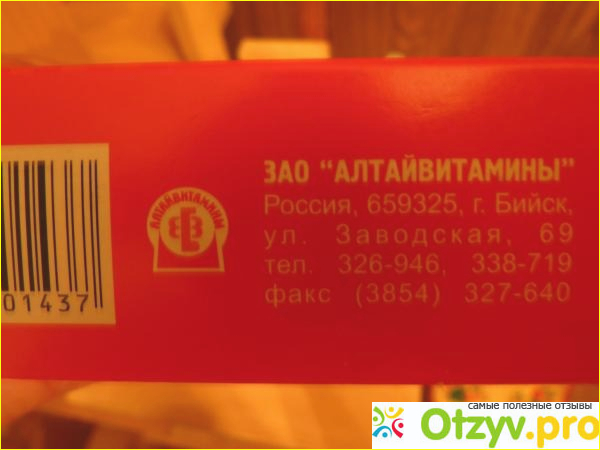 ЗАО "АЛТАЙВИТАМИНЫ"
Россия, 659325, г. Бийск,
ул. Заводская, 69
тел. 326-946, 338-719
факс (3854) 327-640
АЛТАЙВИТАМИНЫ
01437
самые полезные отзывы
Otzyv.pro